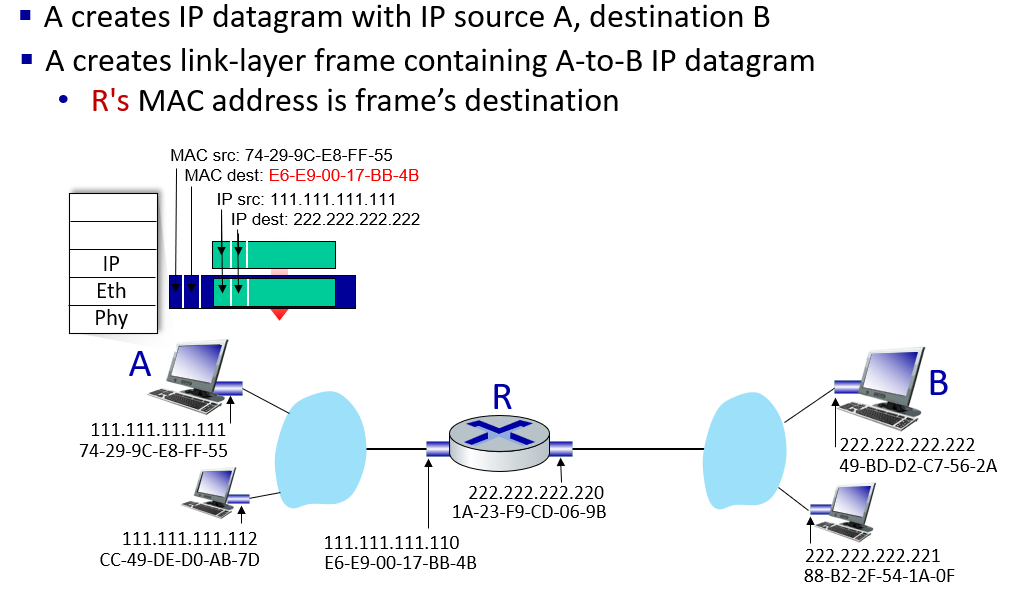 A creates IP datagram with IP source A, destination B
A creates link-layer frame containing A-to-B IP datagram
R's MAC address is frame’s destination
MAC src: 74-29-9C-E8-FF-55
MAC dest: E6-E9-00-17-BB-4B
IP src: 111.111.111.111
IP dest: 222.222.222.222
IP
Eth
Phy
A
R
B
111.111.111.111
74-29-9C-E8-FF-55
222.222.222.222
49-BD-D2-C7-56-2A
222.222.222.220
1A-23-F9-CD-06-9B
111.111.111.112
CC-49-DE-D0-AB-7D
111.111.111.110
E6-E9-00-17-BB-4B
222.222.222.221
88-B2-2F-54-1A-0F